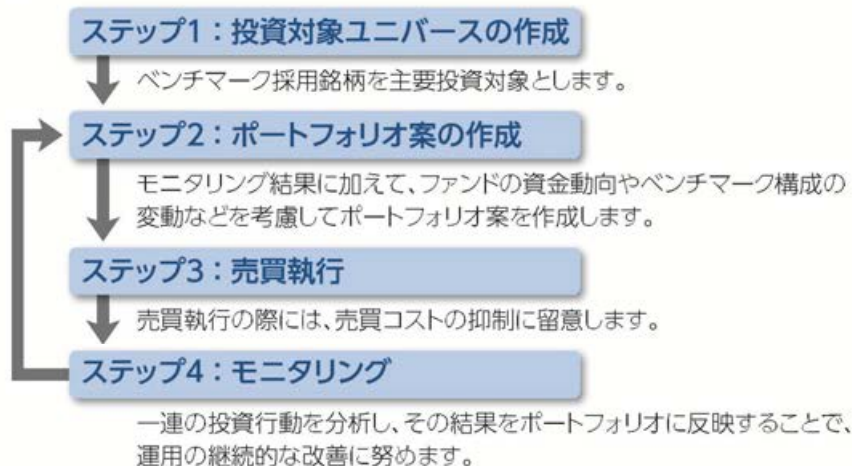 ステップ1：投資対象ユニバースの作成
ベンチマーク採用銘柄を主要投資対象とします。
ステップ2：ポートフォリオ案の作成
モニタリング結果に加えて、ファンドの資金動向やベンチマーク構成の
変動などを考慮してポートフォリオ案を作成します。
ステップ3：売買執行
売買執行の際には、売買コストの抑制に留意します。
ステップ4：モニタリング
一連の投資行動を分析し、その結果をポートフォリオに反映することで、
運用の継続的な改善に努めます。